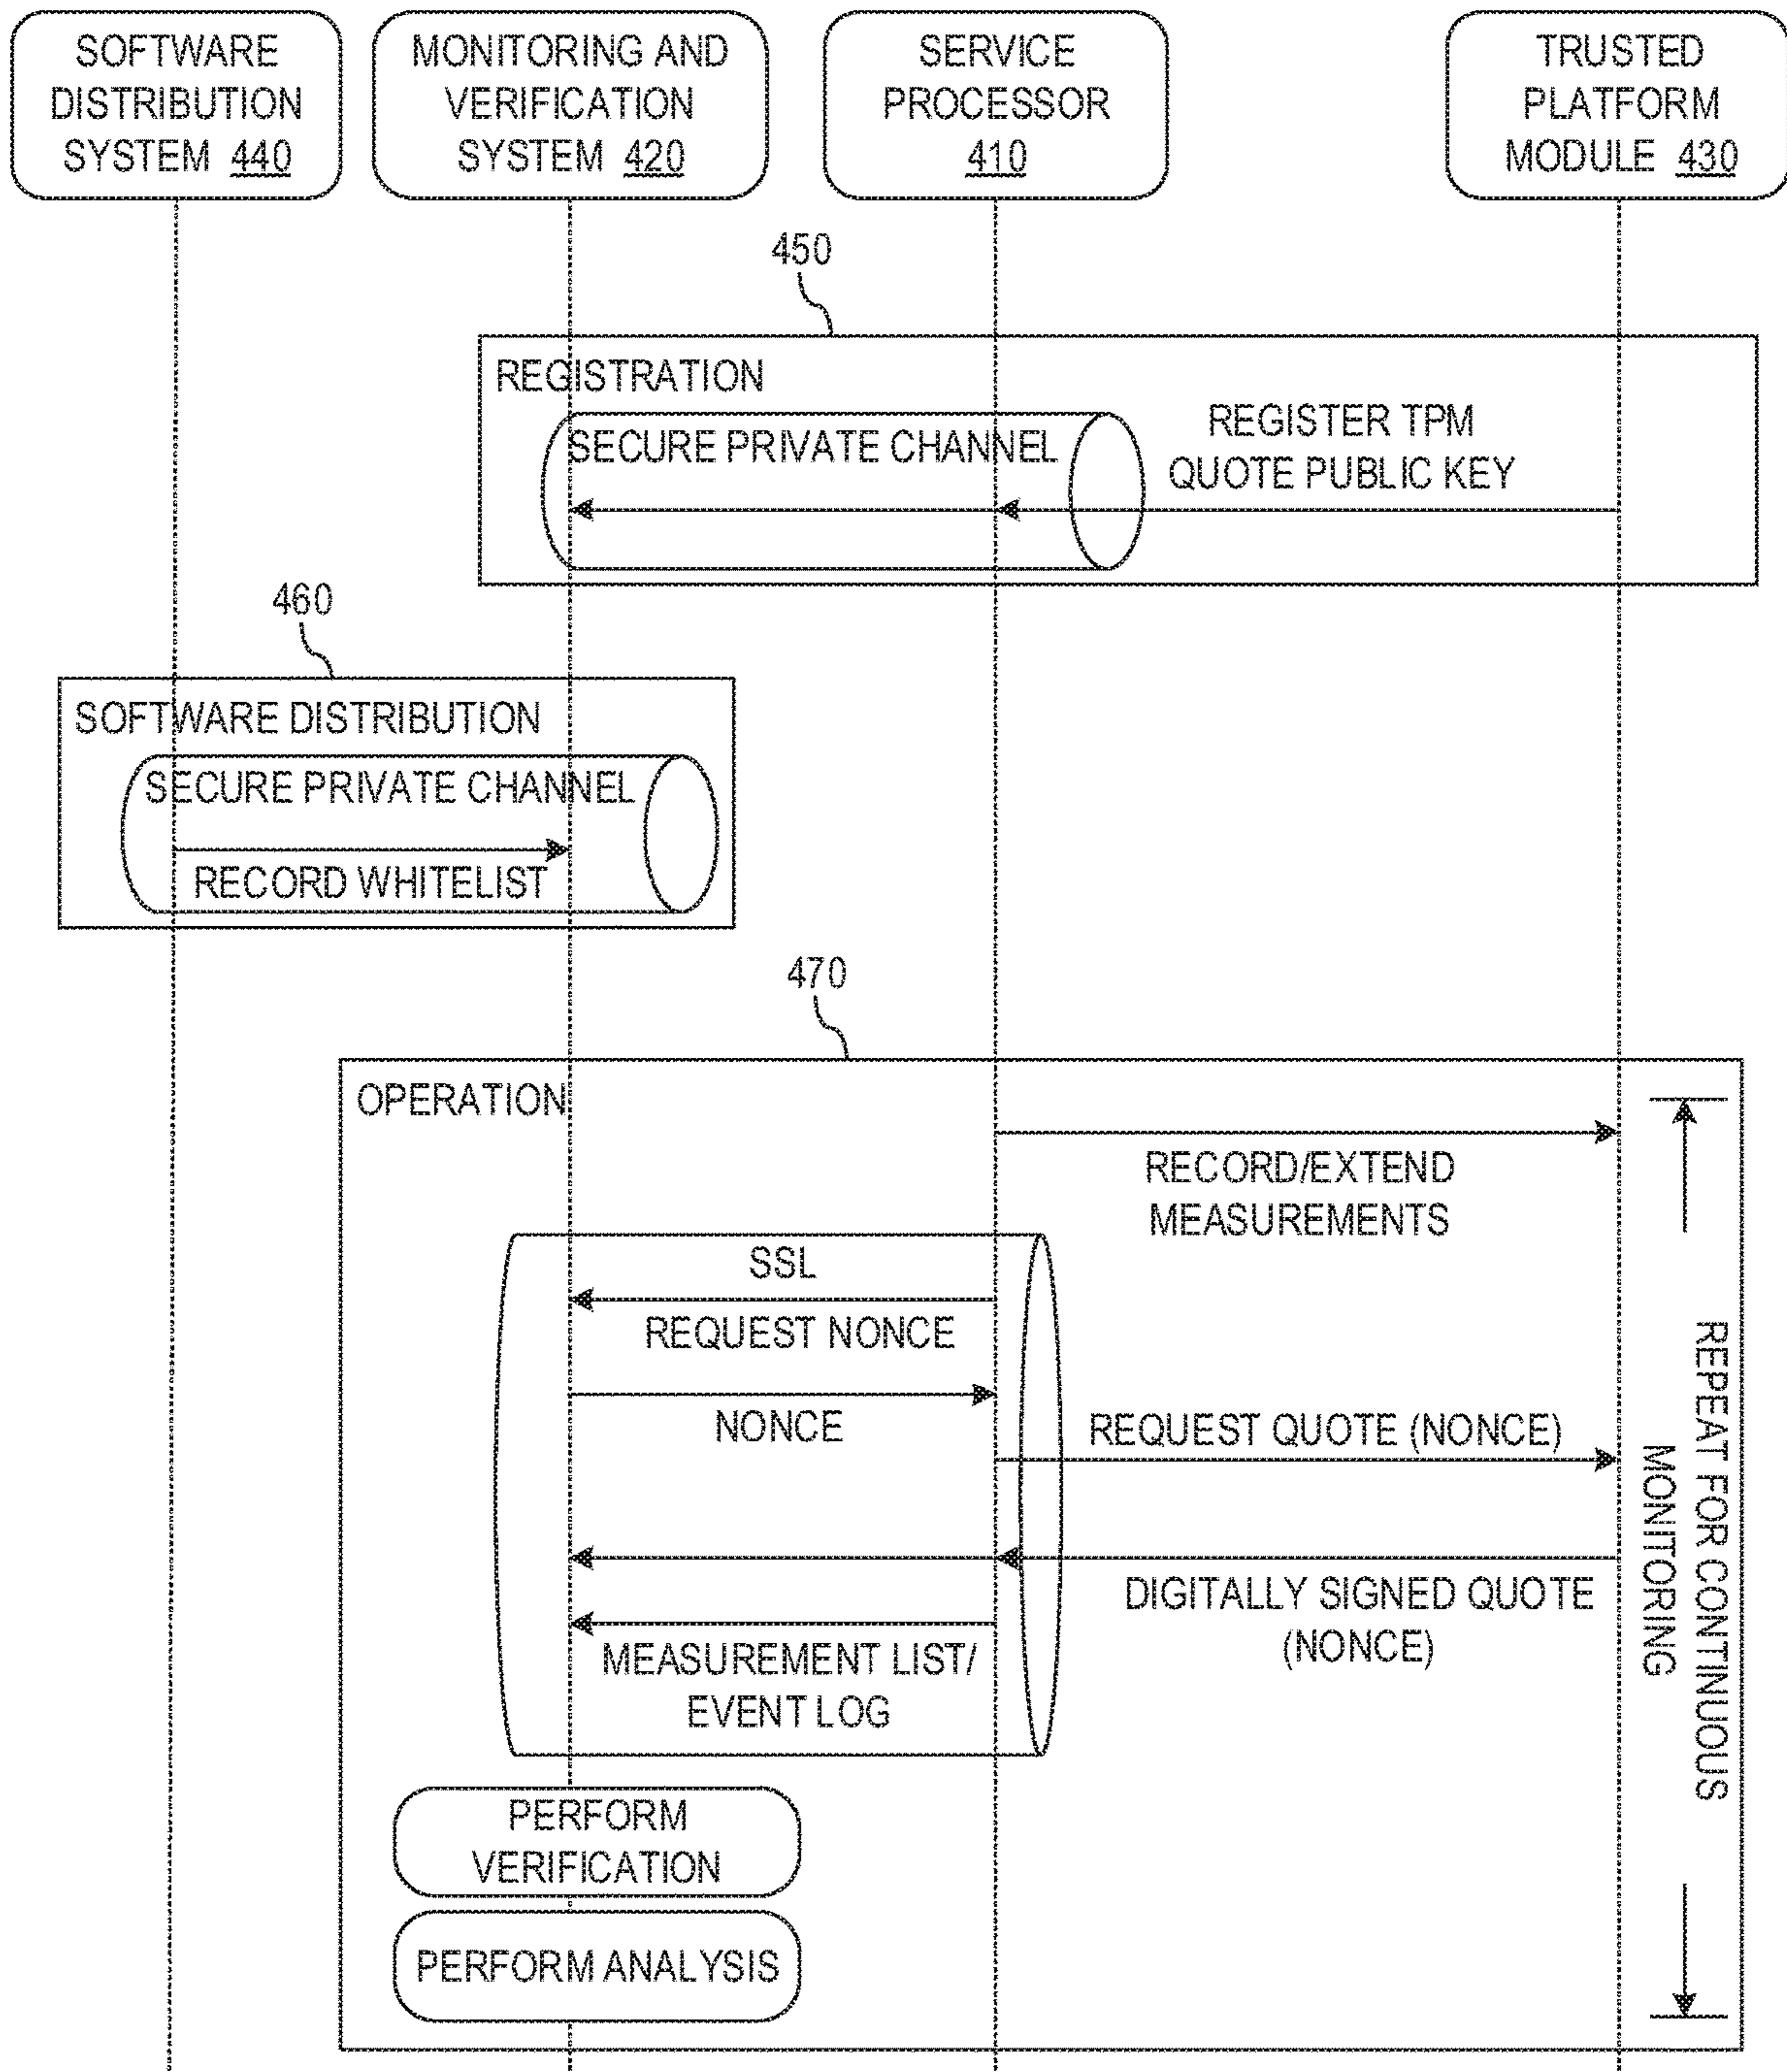 SOFTWARE
DISTRIBUTION
SYSTEM 440
MONITORING AND
VERIFICATION
SYSTEM 420
SERVICE
PROCESSOR
410
TRUSTED
PLATFORM
MODULE 430
450
REGISTRATION
SECURE PRIVATE CHANNEL
REGISTER TPM
QUOTE PUBLIC KEY
460
SOFTWARE DISTRIBUTION
SECURE PRIVATE CHANNEL
RECORD WHITELIST
470
OPERATION
RECORD/EXTEND
MEASUREMENTS
SSL
REQUEST NONCE
NONCE
REQUEST QUOTE (NONCE)
DIGITALLY SIGNED QUOTE
(NONCE)
MEASUREMENT LIST/
EVENT LOG
REPEAT FOR CONTINUOUS
MONITORING
PERFORM
VERIFICATION
PERFORM ANALYSIS